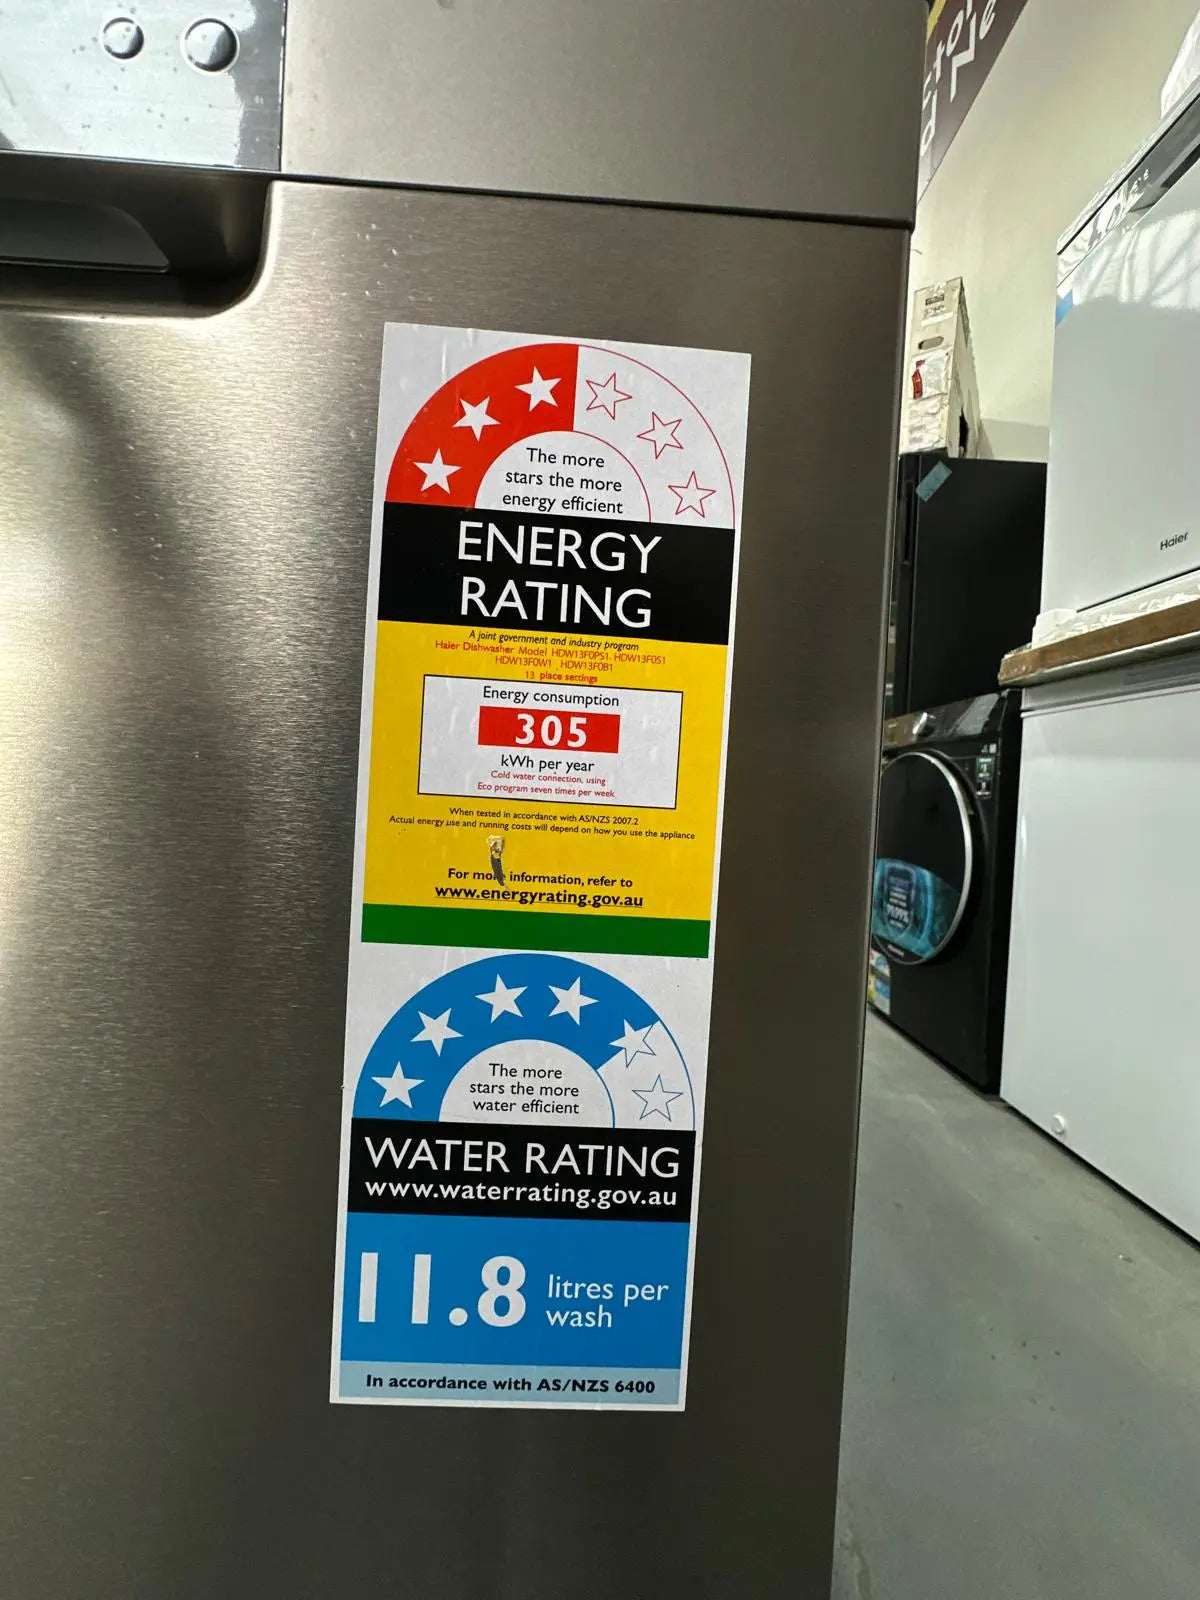 The more
stars the more
energy efficient
ENERGY
RATING
A joint government and industry program
Haier Dishwasher Model HDW13F0PS1, HDW13F0S1
HDW13F0W1 , HDW13F0B1
13 place settings
Energy consumption
305
kWh per year
Cold water connection, using
Eco program seven times per week
When tested in accordance with AS/NZS 2007.2
Actual energy use and running costs will depend on how you use the appliance
For more information, refer to
www.energyrating.gov.au
The more
stars the more
water efficient
WATER RATING
www.waterrating.gov.au
11.8 litres per
wash
In accordance with AS/NZS 6400
Haier